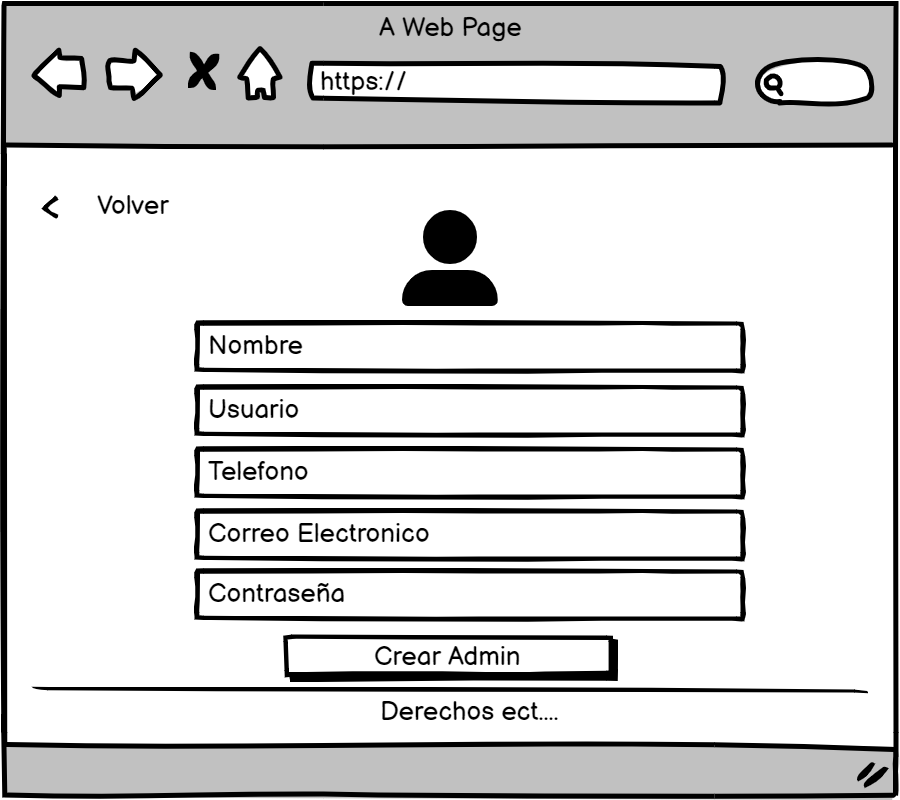 A Web Page
https://
Volver
Nombre
Usuario
Telefono
Correo Electronico
Contraseña
Crear Admin
Derechos ect....